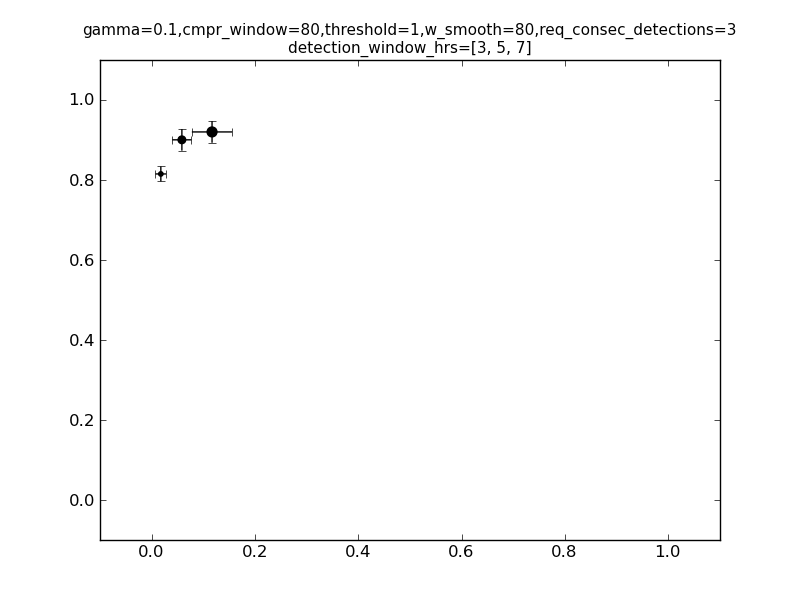 gamma=0.1,cmpr_window=80,threshold=1,w_smooth=80,req_consec_detections=3
detection_window_hrs=[3, 5, 7]
1.0
0.8
0.6
0.4
0.2
0.0
0.0 0.2 0.4 0.6 0.8 1.0